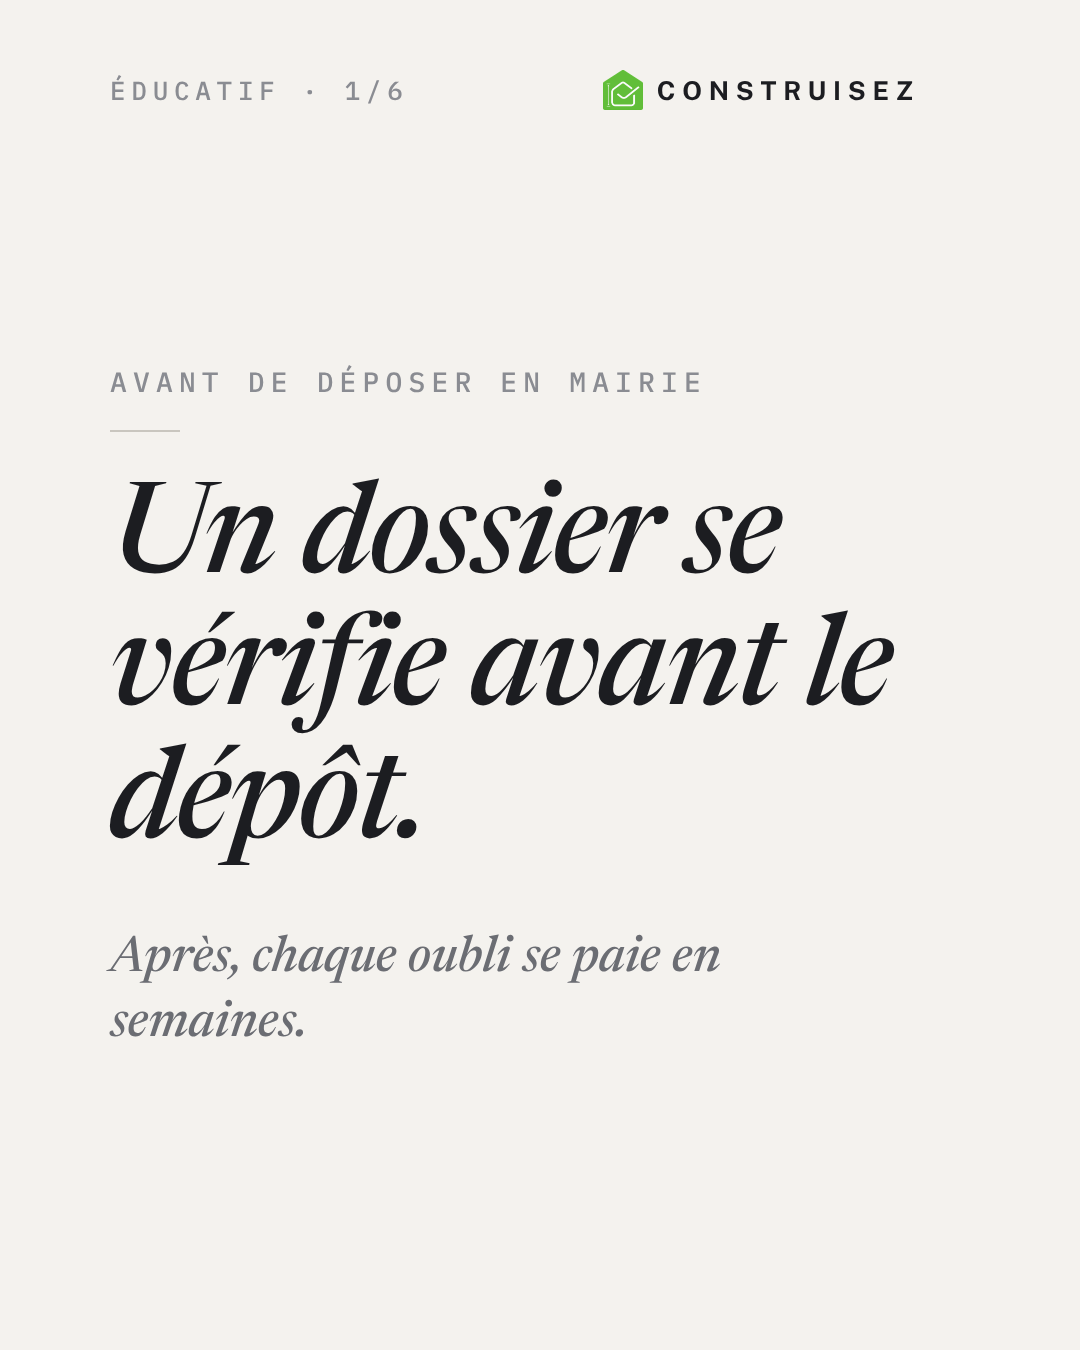 ÉDUCATIF · 1/6
CONSTRUISEZ
AVANT DE DÉPOSER EN MAIRIE
Un dossier se
vérifie avant le
dépôt.
Après, chaque oubli se paie en
semaines.